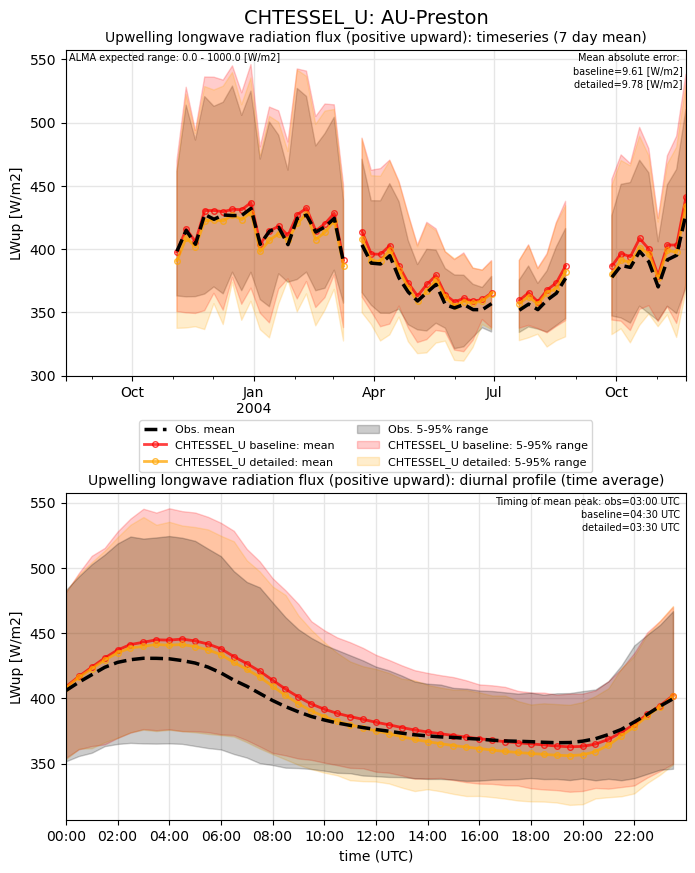 CHTESSEL_U: AU-Preston
Upwelling longwave radiation flux (positive upward): timeseries (7 day mean)
ALMA expected range: 0.0 - 1000.0 [W/m2]
Mean absolute error:
baseline=9.61 [W/m2]
detailed=9.78 [W/m2]
LWup [W/m2]
550
500
450
400
350
300
Oct
Jan
2004
Apr
Jul
Oct
Obs. mean
CHTESSEL_U baseline: mean
CHTESSEL_U detailed: mean
Obs. 5-95% range
CHTESSEL_U baseline: 5-95% range
CHTESSEL_U detailed: 5-95% range
Upwelling longwave radiation flux (positive upward): diurnal profile (time average)
Timing of mean peak: obs=03:00 UTC
baseline=04:30 UTC
detailed=03:30 UTC
LWup [W/m2]
550
500
450
400
350
00:00 02:00 04:00 06:00 08:00 10:00 12:00 14:00 16:00 18:00 20:00 22:00
time (UTC)